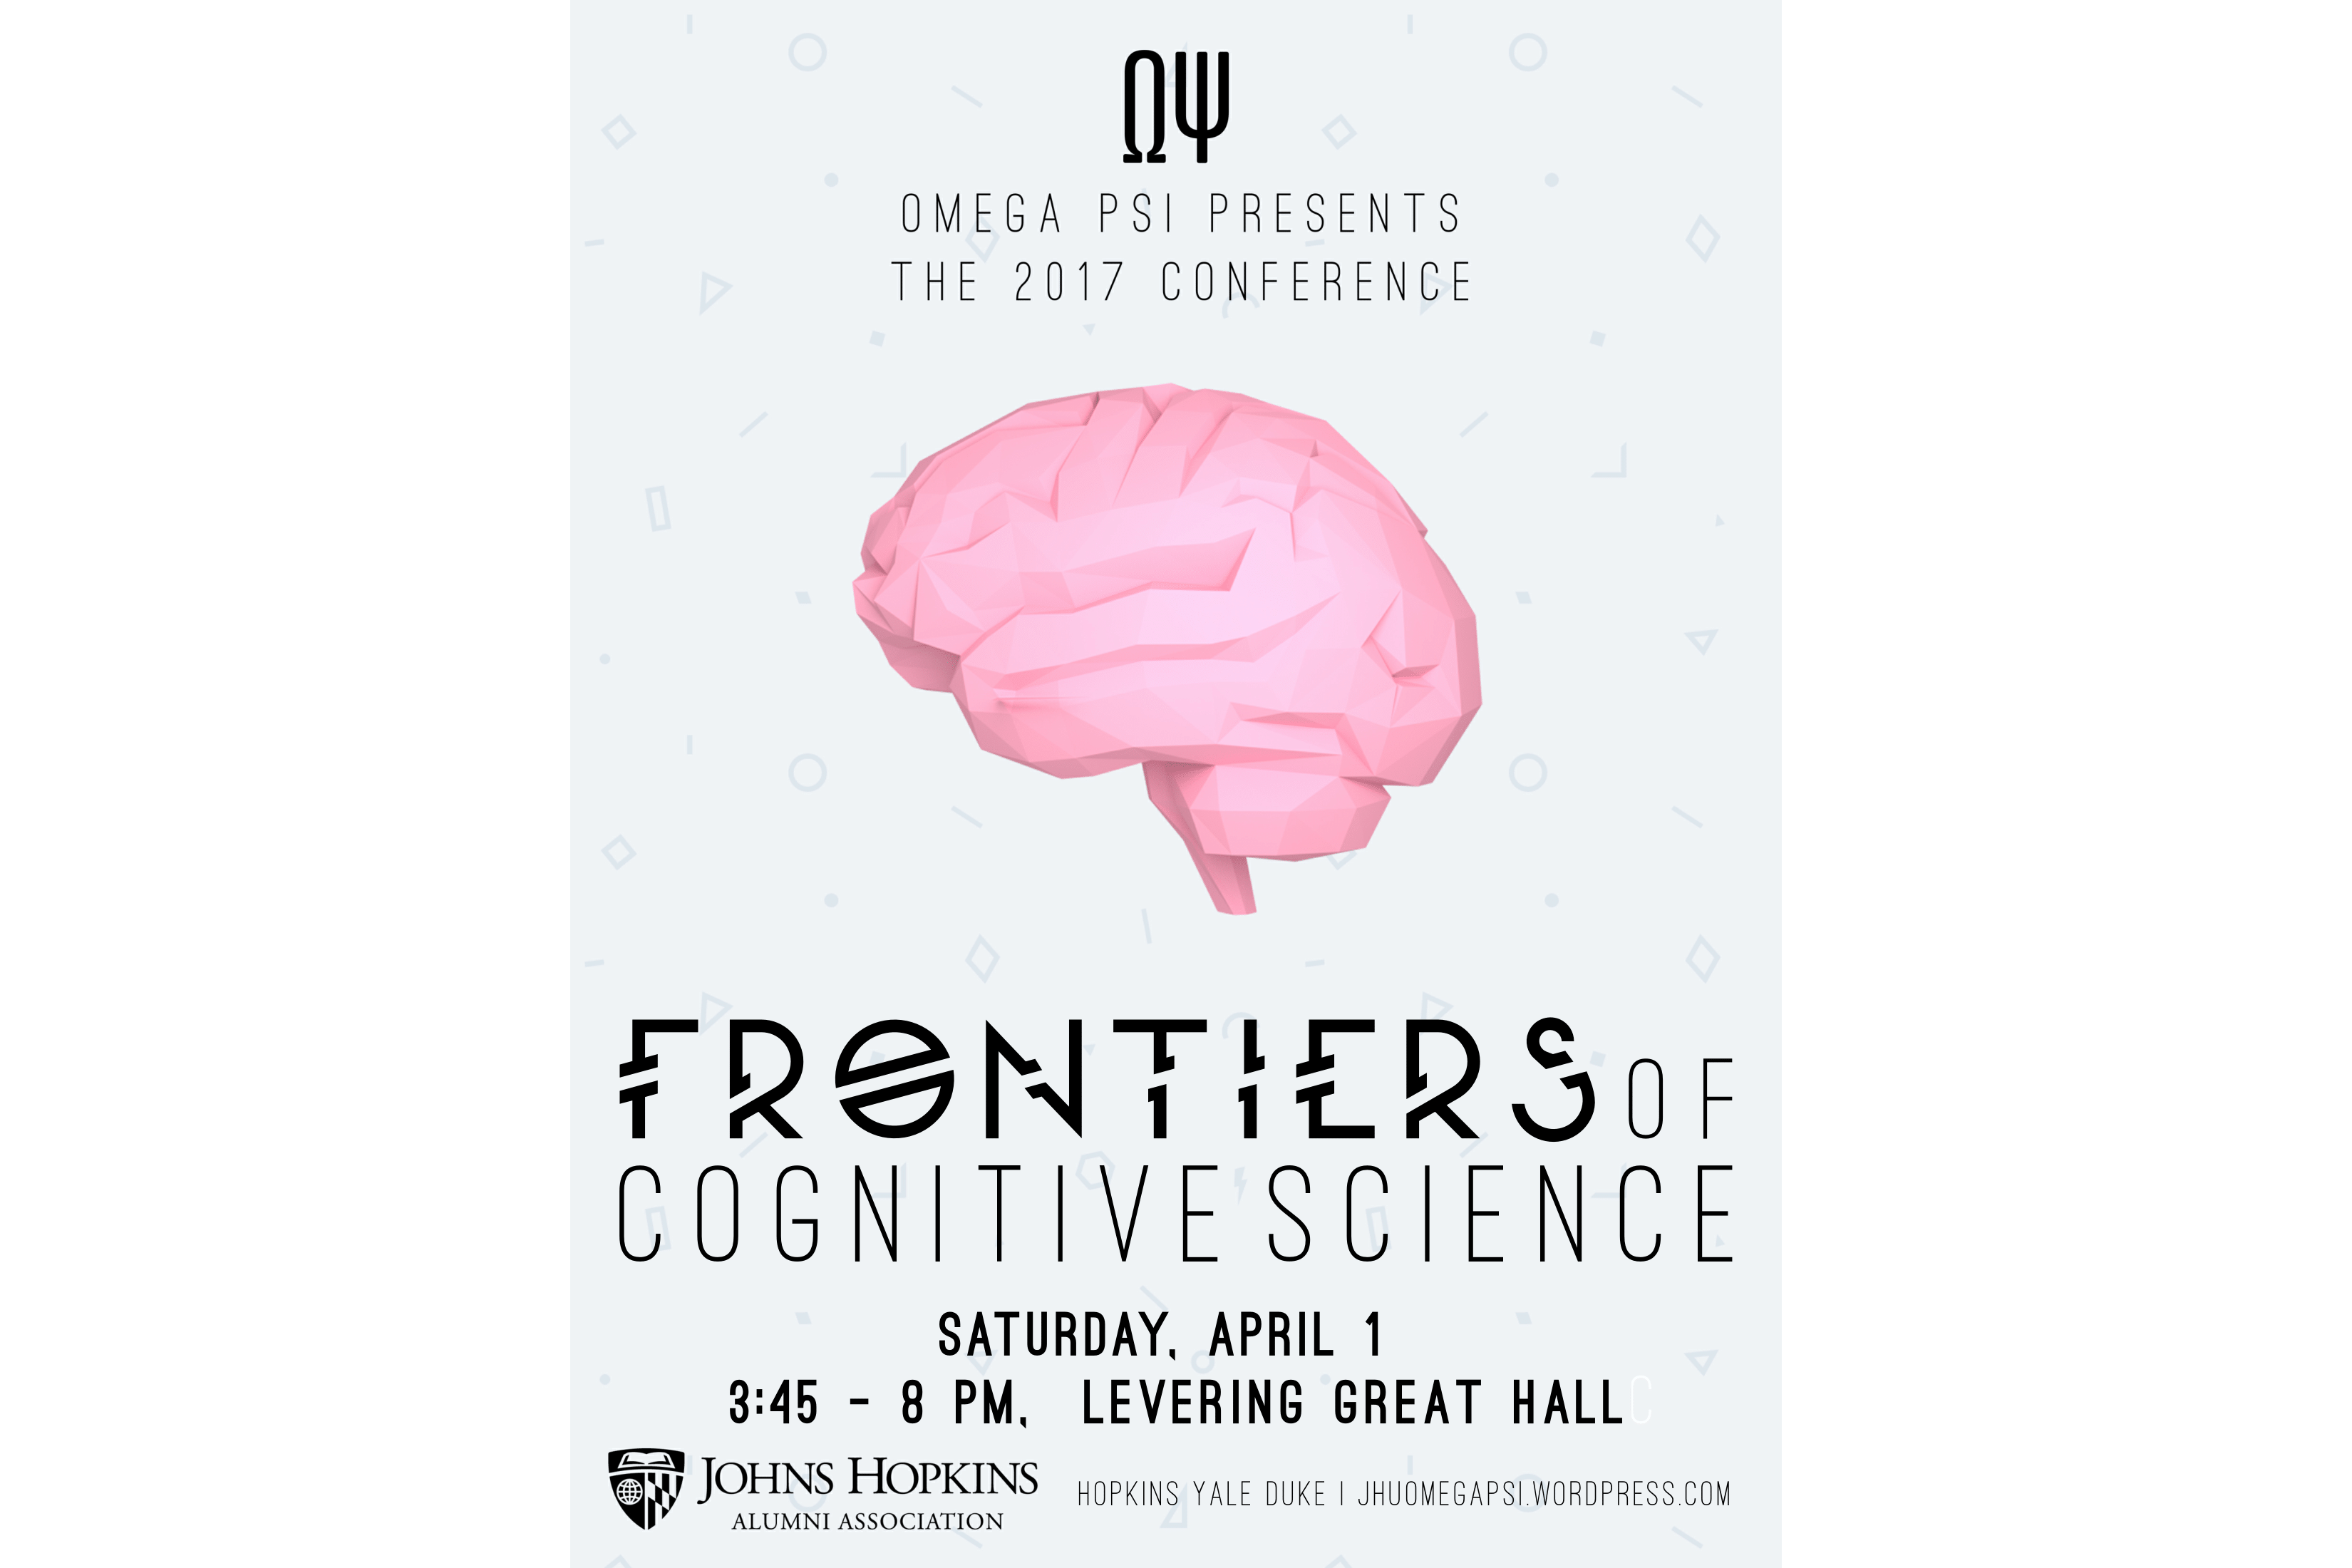 ΩΨ
OMEGA PSI PRESENTS
THE 2017 CONFERENCE
FRONTIERS OF
COGNITIVE SCIENCE
SATURDAY, APRIL 1
3:45 - 8 PM, LEVERING GREAT HALLC
JOHNS HOPKINS
ALUMNI ASSOCIATION
HOPKINS YALE DUKE | JHUOMEGAPSI.WORDPRESS.COM